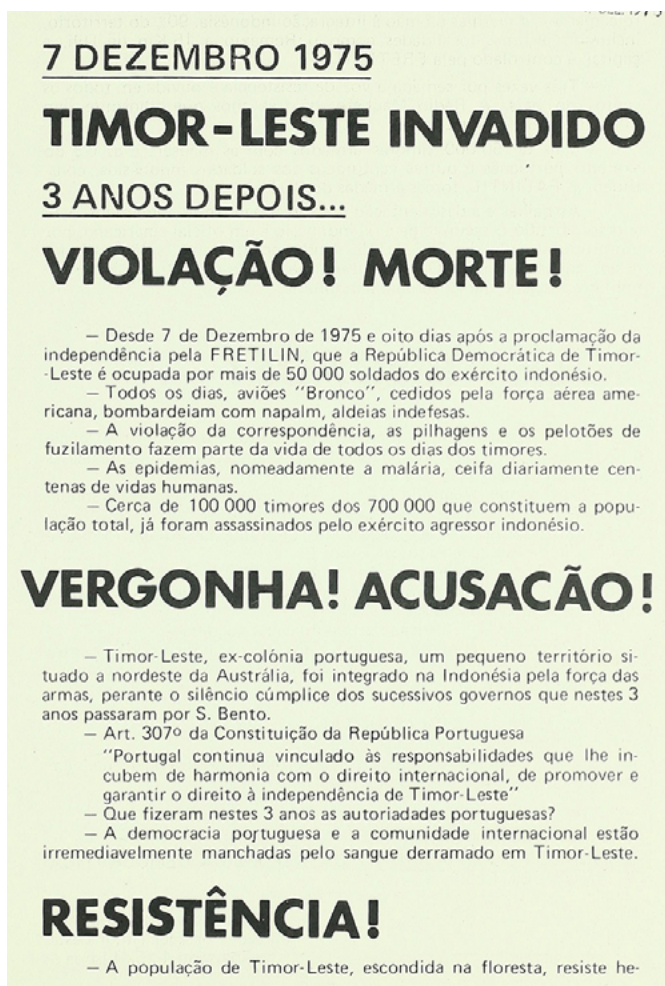 7 DEZEMBRO 1975
TIMOR-LESTE INVADIDO
3 ANOS DEPOIS...
VIOLAÇÃO! MORTE!
— Desde 7 de Dezembro de 1975 e oito dias após a proclamação da
independência pela FRETILIN, que a República Democrática de Timor-
-Leste é ocupada por mais de 50 000 soldados do exército indonésio.
— Todos os dias, aviões "Bronco", cedidos pela força aérea ame-
ricana, bombardeiam com napalm, aldeias indefesas.
— A violação da correspondência, as pilhagens e os pelotões de
fuzilamento fazem parte da vida de todos os dias dos timores.
— As epidemias, nomeadamente a malária, ceifa diariamente cen-
tenas de vidas humanas.
— Cerca de 100 000 timores dos 700 000 que constituem a popu-
lação total, já foram assassinados pelo exército agressor indonésio.
VERGONHA! ACUSACÃO!
— Timor-Leste, ex-colónia portuguesa, um pequeno território si-
tuado a nordeste da Austrália, foi integrado na Indonésia pela força das
armas, perante o silêncio cúmplice dos sucessivos governos que nestes 3
anos passaram por S. Bento.
— Art. 307º da Constituição da República Portuguesa
"Portugal continua vinculado às responsabilidades que lhe in-
cubem de harmonia com o direito internacional, de promover e
garantir o direito à independência de Timor-Leste"
— Que fizeram nestes 3 anos as autoriadades portuguesas?
— A democracia portuguesa e a comunidade internacional estão
irremediavelmente manchadas pelo sangue derramado em Timor-Leste.
RESISTÊNCIA!
— A população de Timor-Leste, escondida na floresta, resiste he-